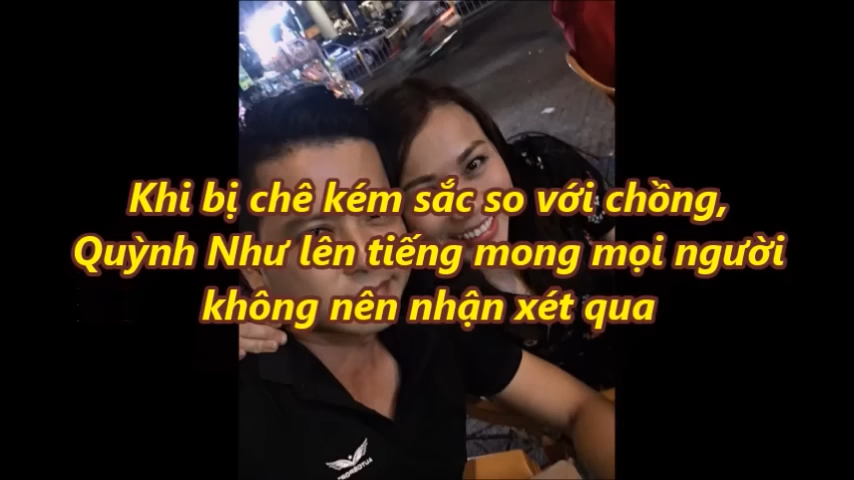 Khi bị chê kém sắc so với chồng,
Quỳnh Như lên tiếng mong mọi người
không nên nhận xét qua